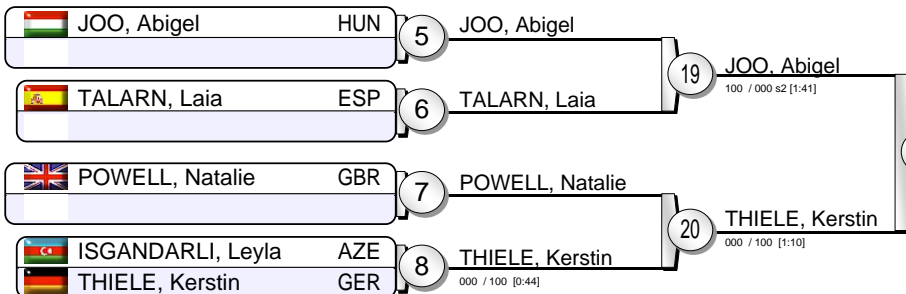 JOO, Abigel HUN
5
JOO, Abigel
TALARN, Laia ESP
6
TALARN, Laia
19
JOO, Abigel
100 / 000 s2 [1:41]
POWELL, Natalie GBR
7
POWELL, Natalie
ISGANDARLI, Leyla AZE
THIELE, Kerstin GER
8
THIELE, Kerstin
000 / 100 [0:44]
20
THIELE, Kerstin
000 / 100 [1:10]